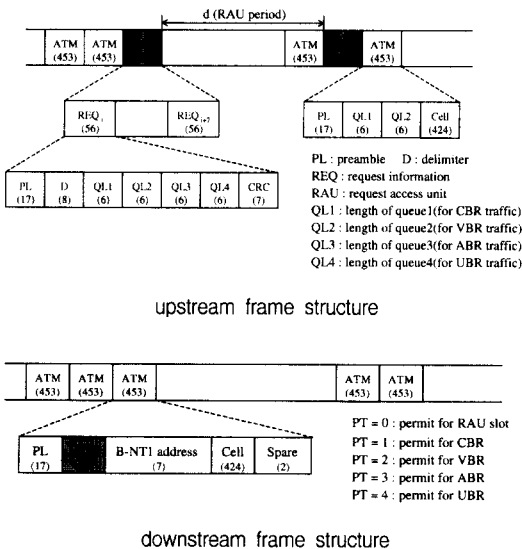 d (RAU period)
ATM ATM ATM ATM
(453) (453) (453) (453)
REQi REQi+7
(56) (56)
PL QL1 QL2 Cell
(17) (6) (6) (424)
PL D QL1 QL2 QL3 QL4 CRC
(17) (8) (6) (6) (6) (6) (7)
PL : preamble D : delimiter
REQ : request information
RAU : request access unit
QL1 : length of queue1(for CBR traffic)
QL2 : length of queue2(for VBR traffic)
QL3 : length of queue3(for ABR traffic)
QL4 : length of queue4(for UBR traffic)
upstream frame structure
ATM ATM ATM ATM ATM
(453) (453) (453) (453) (453)
PL B-NT1 address Cell Spare
(17) (7) (424) (2)
PT = 0 : permit for RAU slot
PT = 1 : permit for CBR
PT = 2 : permit for VBR
PT = 3 : permit for ABR
PT = 4 : permit for UBR
downstream frame structure